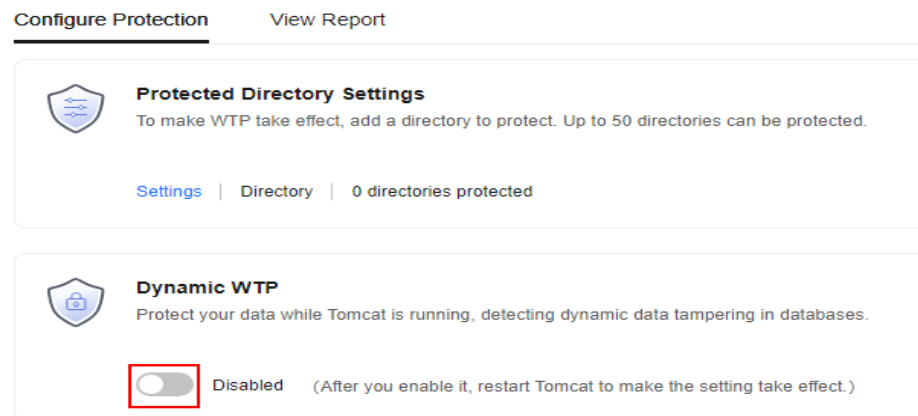 Configure Protection View Report
Protected Directory Settings
To make WTP take effect, add a directory to protect. Up to 50 directories can be protected.
Settings | Directory | 0 directories protected
Dynamic WTP
Protect your data while Tomcat is running, detecting dynamic data tampering in databases.
Disabled (After you enable it, restart Tomcat to make the setting take effect.)